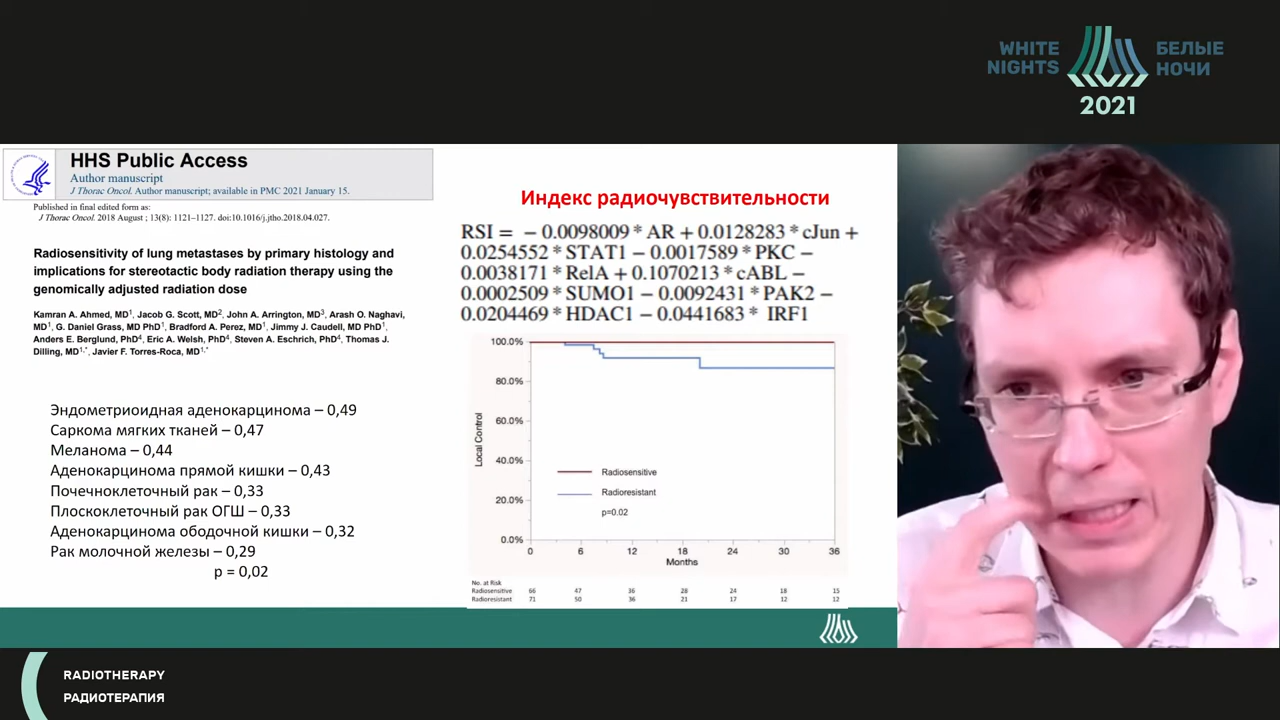 WHITE
NIGHTS
БЕЛЫЕ
НОЧИ
2021
HHS Public Access
Author manuscript
J Thorac Oncol. Author manuscript; available in PMC 2021 January 15.
Published in final edited form as:
J Thorac Oncol. 2018 August ; 13(8): 1121–1127. doi:10.1016/j.jtho.2018.04.027.
Radiosensitivity of lung metastases by primary histology and
implications for stereotactic body radiation therapy using the
genomically adjusted radiation dose
Kamran A. Ahmed, MD1, Jacob G. Scott, MD2, John A. Arrington, MD3, Arash O. Naghavi,
MD1, G. Daniel Grass, MD PhD1, Bradford A. Perez, MD1, Jimmy J. Caudell, MD PhD1,
Anders E. Berglund, PhD4, Eric A. Welsh, PhD4, Steven A. Eschrich, PhD4, Thomas J.
Dilling, MD1,*, Javier F. Torres-Roca, MD1,*
Эндометриоидная аденокарцинома – 0,49
Саркома мягких тканей – 0,47
Меланома – 0,44
Аденокарцинома прямой кишки – 0,43
Почечноклеточный рак – 0,33
Плоскоклеточный рак ОГШ – 0,33
Аденокарцинома ободочной кишки – 0,32
Рак молочной железы – 0,29
p = 0,02
Индекс радиочувствительности
RSI = − 0.0098009 * AR + 0.0128283 * cJun +
0.0254552 * STAT1 − 0.0017589 * PKC −
0.0038171 * RelA + 0.1070213 * cABL −
0.0002509 * SUMO1 − 0.0092431 * PAK2 −
0.0204469 * HDAC1 − 0.0441683 * IRF1
100.0%
80.0%
60.0%
40.0%
20.0%
0.0%
Local Control
Radiosensitive
Radioresistant
p=0.02
0 6 12 18 24 30 36
Months
No. at Risk
Radiosensitive 66 47 36 28 24 18 15
Radioresistant 71 50 36 21 17 12 12
RADIOTHERAPY
РАДИОТЕРАПИЯ